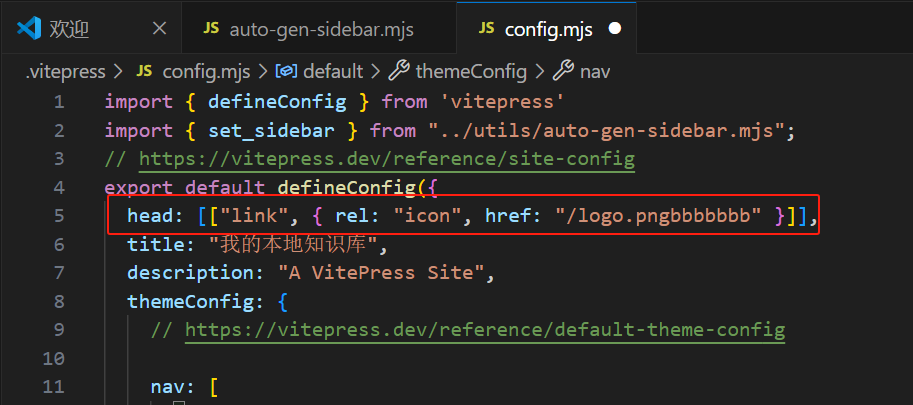 欢迎 JS auto-gen-sidebar.mjs JS config.mjs
.vitepress > JS config.mjs > default > themeConfig > nav
1 import { defineConfig } from 'vitepress'
2 import { set_sidebar } from "../utils/auto-gen-sidebar.mjs";
3 // https://vitepress.dev/reference/site-config
4 export default defineConfig({
5 head: [["link", { rel: "icon", href: "/logo.pngbbbbbbb" }]],
6 title: "我的本地知识库",
7 description: "A VitePress Site",
8 themeConfig: {
9 // https://vitepress.dev/reference/default-theme-config
10
11 nav: [